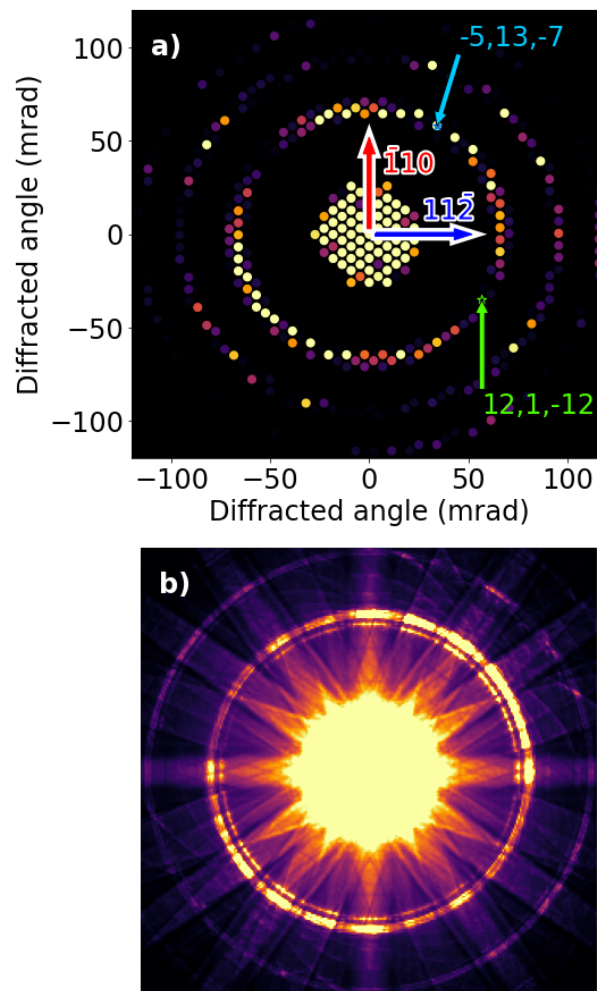 a)
-5,13,-7
1̄10
112̄
12,1,-12
100
50
0
−50
−100
Diffracted angle (mrad)
−100 −50 0 50 100
Diffracted angle (mrad)
b)